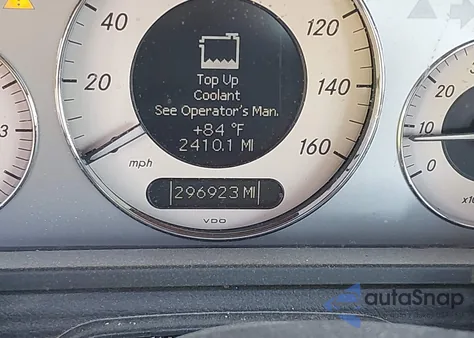 40
120
20
140
160
Top Up
Coolant
See Operator's Man.
+84 °F
2410.1 MI
mph
296923 MI
VDO
3
10
0
autoSnap